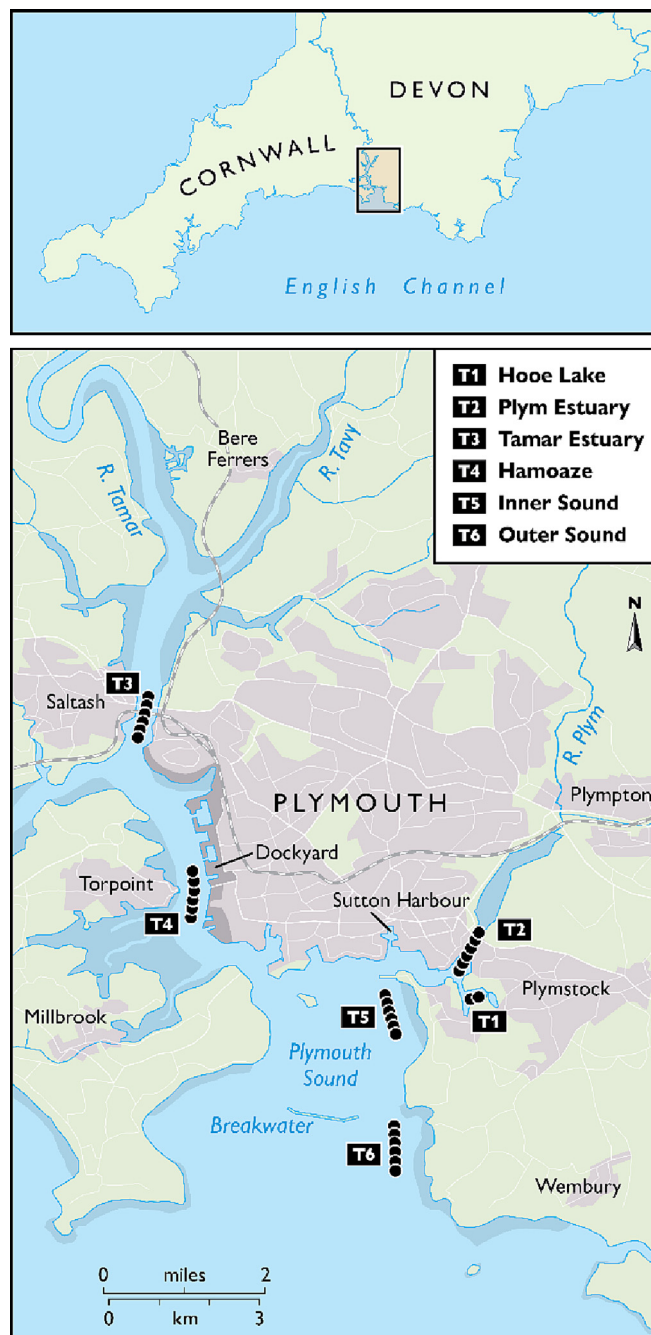 DEVON
CORNWALL
English Channel
T1 Hooe Lake
T2 Plym Estuary
T3 Tamar Estuary
T4 Hamoaze
T5 Inner Sound
T6 Outer Sound
Bere
Ferrers
R. Tavy
R. Tamar
N
T3
Saltash
R. Plym
PLYMOUTH
Plympton
Dockyard
Torpoint
Sutton Harbour
T4
T2
Plymstock
T5
T1
Millbrook
Plymouth
Sound
Breakwater
T6
Wembury
0 miles 2
0 km 3